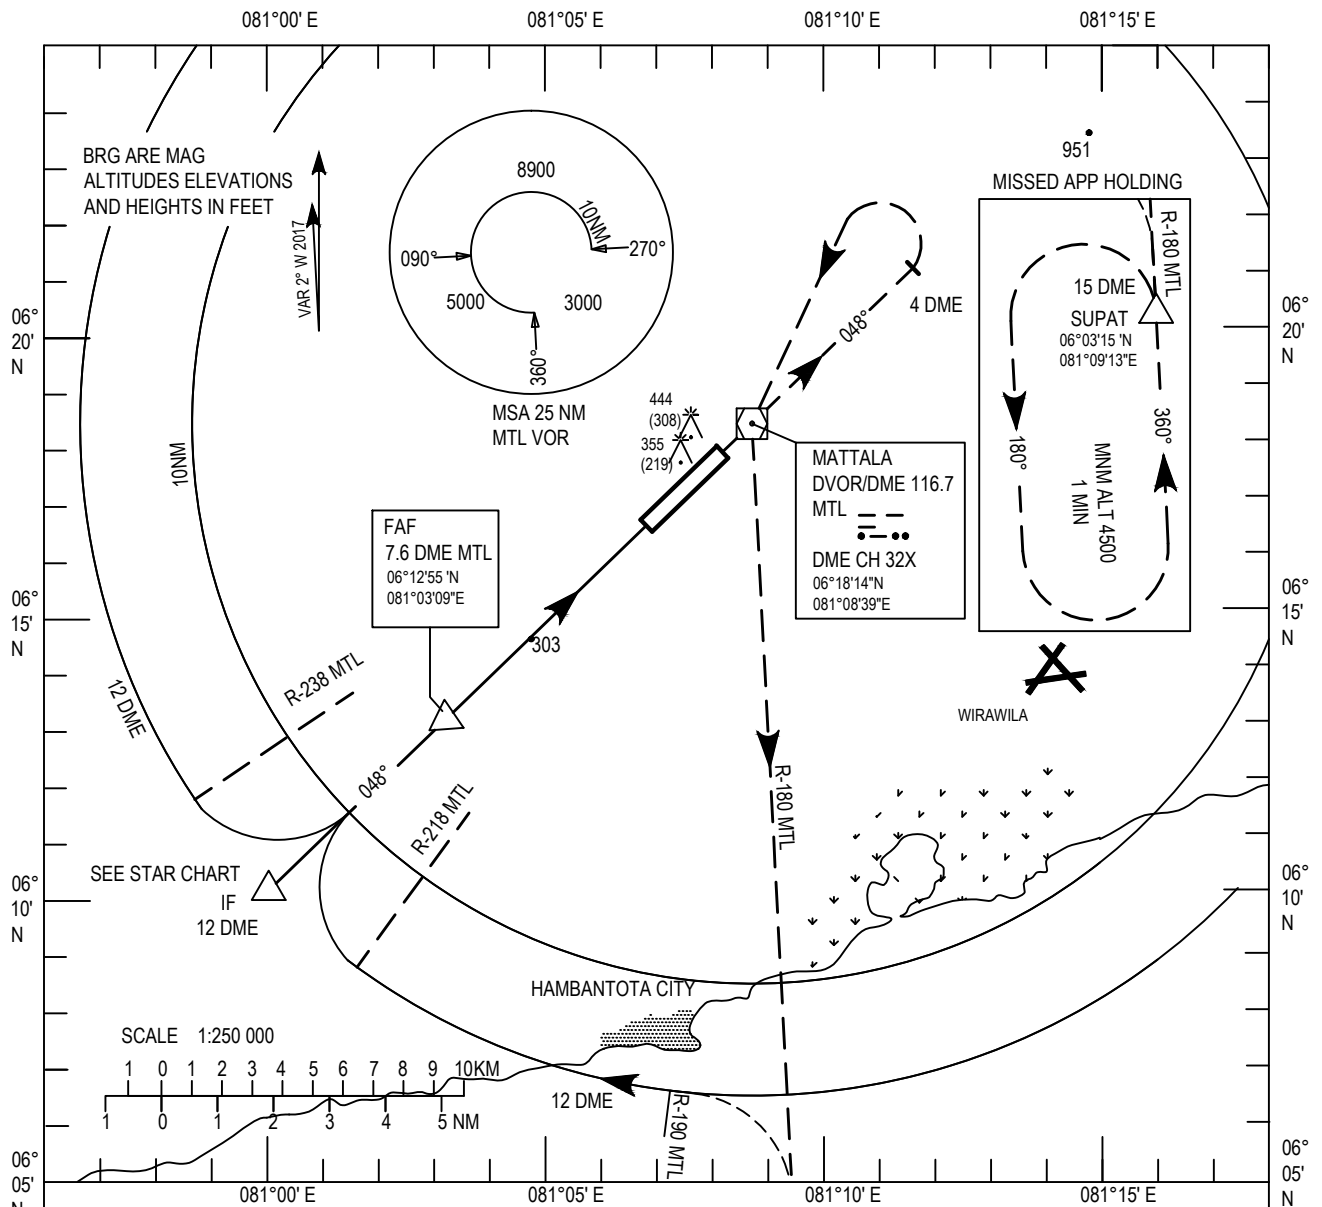 081°00' E
081°05' E
081°10' E
081°15' E
BRG ARE MAG
ALTITUDES ELEVATIONS
AND HEIGHTS IN FEET
VAR 2° W 2017
8900
10NM
090°
270°
5000
3000
360°
MSA 25 NM
MTL VOR
951
MISSED APP HOLDING
R-180 MTL
15 DME
SUPAT
06°03'15 'N
081°09'13"E
180°
360°
MNM ALT 4500
1 MIN
4 DME
048°
06°
20'
N
06°
20'
N
444
(308)
355
(219)
10NM
MATTALA
DVOR/DME 116.7
MTL
DME CH 32X
06°18'14"N
081°08'39"E
FAF
7.6 DME MTL
06°12'55 'N
081°03'09"E
06°
15'
N
06°
15'
N
303
R-238 MTL
12 DME
WIRAWILA
048°
R-218 MTL
R-180 MTL
SEE STAR CHART
IF
12 DME
06°
10'
N
06°
10'
N
HAMBANTOTA CITY
SCALE 1:250 000
1 0 1 2 3 4 5 6 7 8 9 10KM
1 0 1 2 3 4 5 NM
12 DME
R-190 MTL
06°
05'
N
06°
05'
N
081°00' E
081°05' E
081°10' E
081°15' E